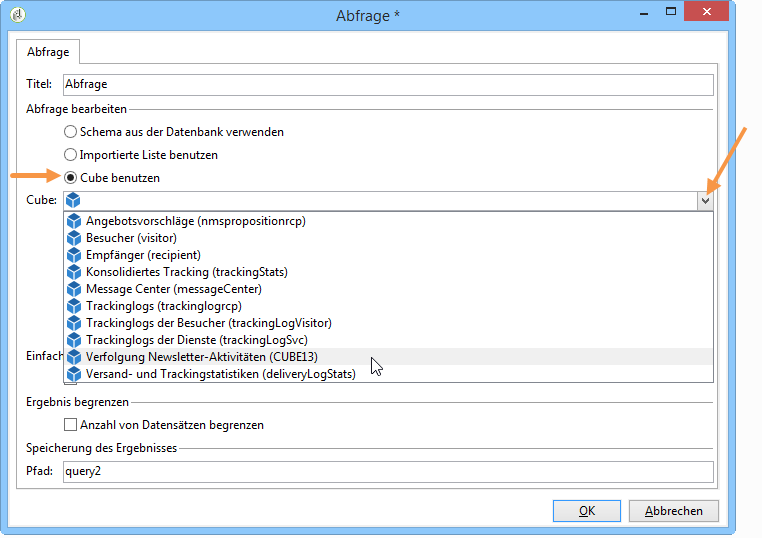 Abfrage *
Abfrage
Titel: Abfrage
Abfrage bearbeiten
Schema aus der Datenbank verwenden
Importierte Liste benutzen
Cube benutzen
Cube:
Angebotsvorschläge (nmspropositionrcp)
Besucher (visitor)
Empfänger (recipient)
Konsolidiertes Tracking (trackingStats)
Message Center (messageCenter)
Trackinglogs (trackinglogrcp)
Trackinglogs der Besucher (trackingLogVisitor)
Trackinglogs der Dienste (trackingLogSvc)
Einfach Verfolgung Newsletter-Aktivitäten (CUBE13)
Versand- und Trackingstatistiken (deliveryLogStats)
Ergebnis begrenzen
Anzahl von Datensätzen begrenzen
Speicherung des Ergebnisses
Pfad: query2
OK Abbrechen